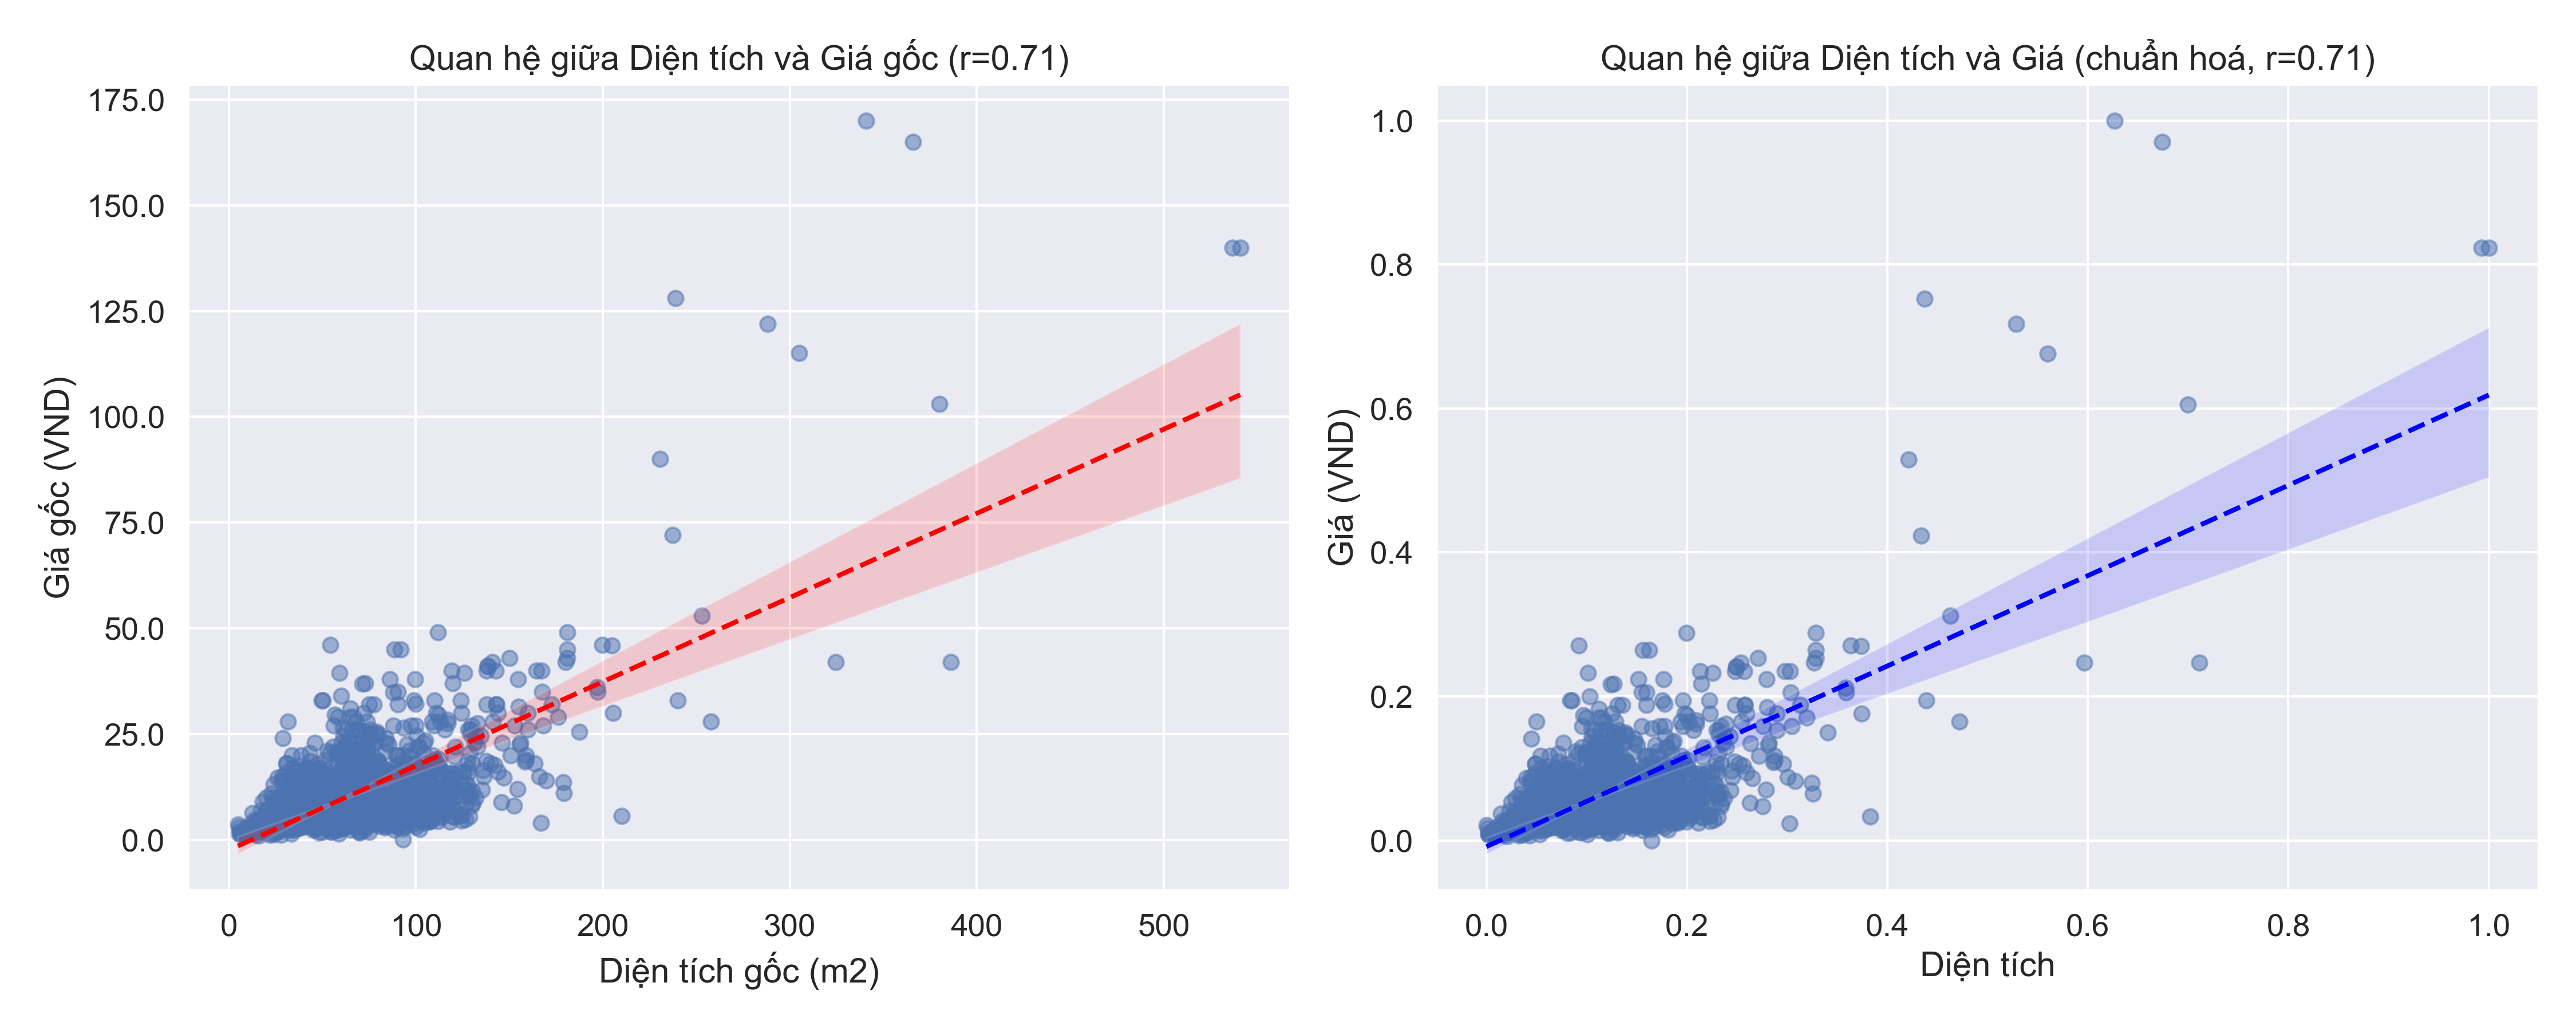 Quan hệ giữa Diện tích và Giá gốc (r=0.71)
175.0
150.0
125.0
100.0
75.0
50.0
25.0
0.0
Giá gốc (VND)
0 100 200 300 400 500
Diện tích gốc (m2)
Quan hệ giữa Diện tích và Giá (chuẩn hoá, r=0.71)
1.0
0.8
0.6
0.4
0.2
0.0
Giá (VND)
0.0 0.2 0.4 0.6 0.8 1.0
Diện tích